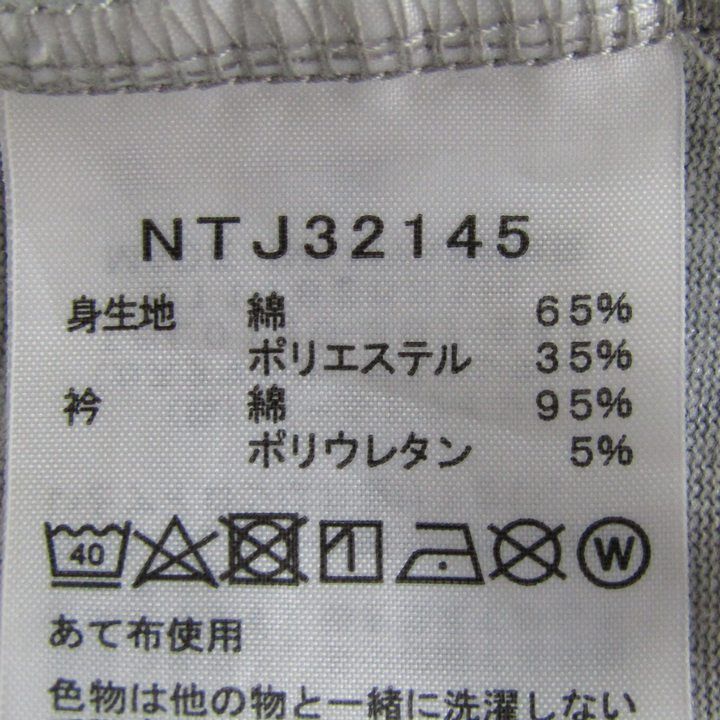 NTJ32145
身生地 綿 65%
ポリエステル 35%
衿 綿 95%
ポリウレタン 5%
40 W
あて布使用
色物は他の物と一緒に洗濯しない